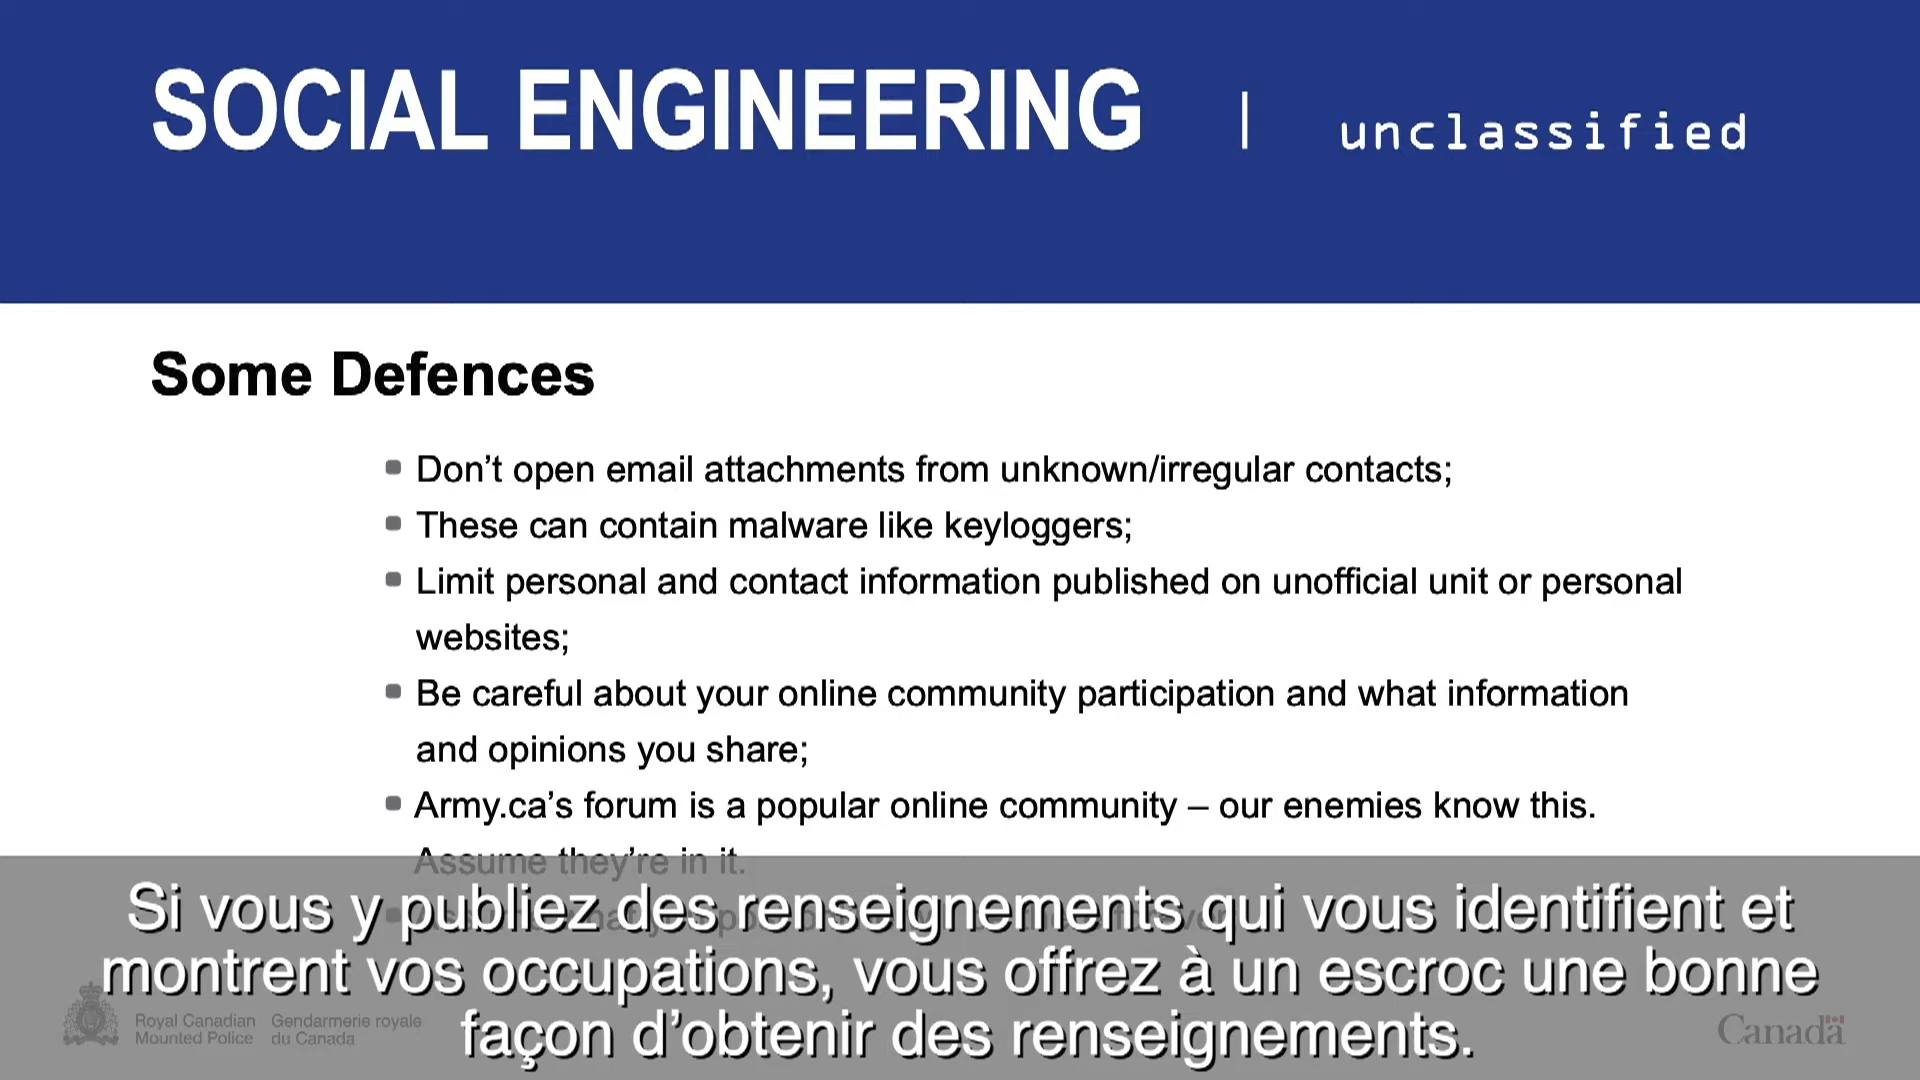 SOCIAL ENGINEERING | unclassified
Some Defences
Don’t open email attachments from unknown/irregular contacts;
These can contain malware like keyloggers;
Limit personal and contact information published on unofficial unit or personal
websites;
Be careful about your online community participation and what information
and opinions you share;
Army.ca’s forum is a popular online community – our enemies know this.
Assume they’re in it.
Si vous y publiez des renseignements qui vous identifient et
montrent vos occupations, vous offrez à un escroc une bonne
façon d’obtenir des renseignements.
Royal Canadian Gendarmerie royale
Mounted Police du Canada
Canada